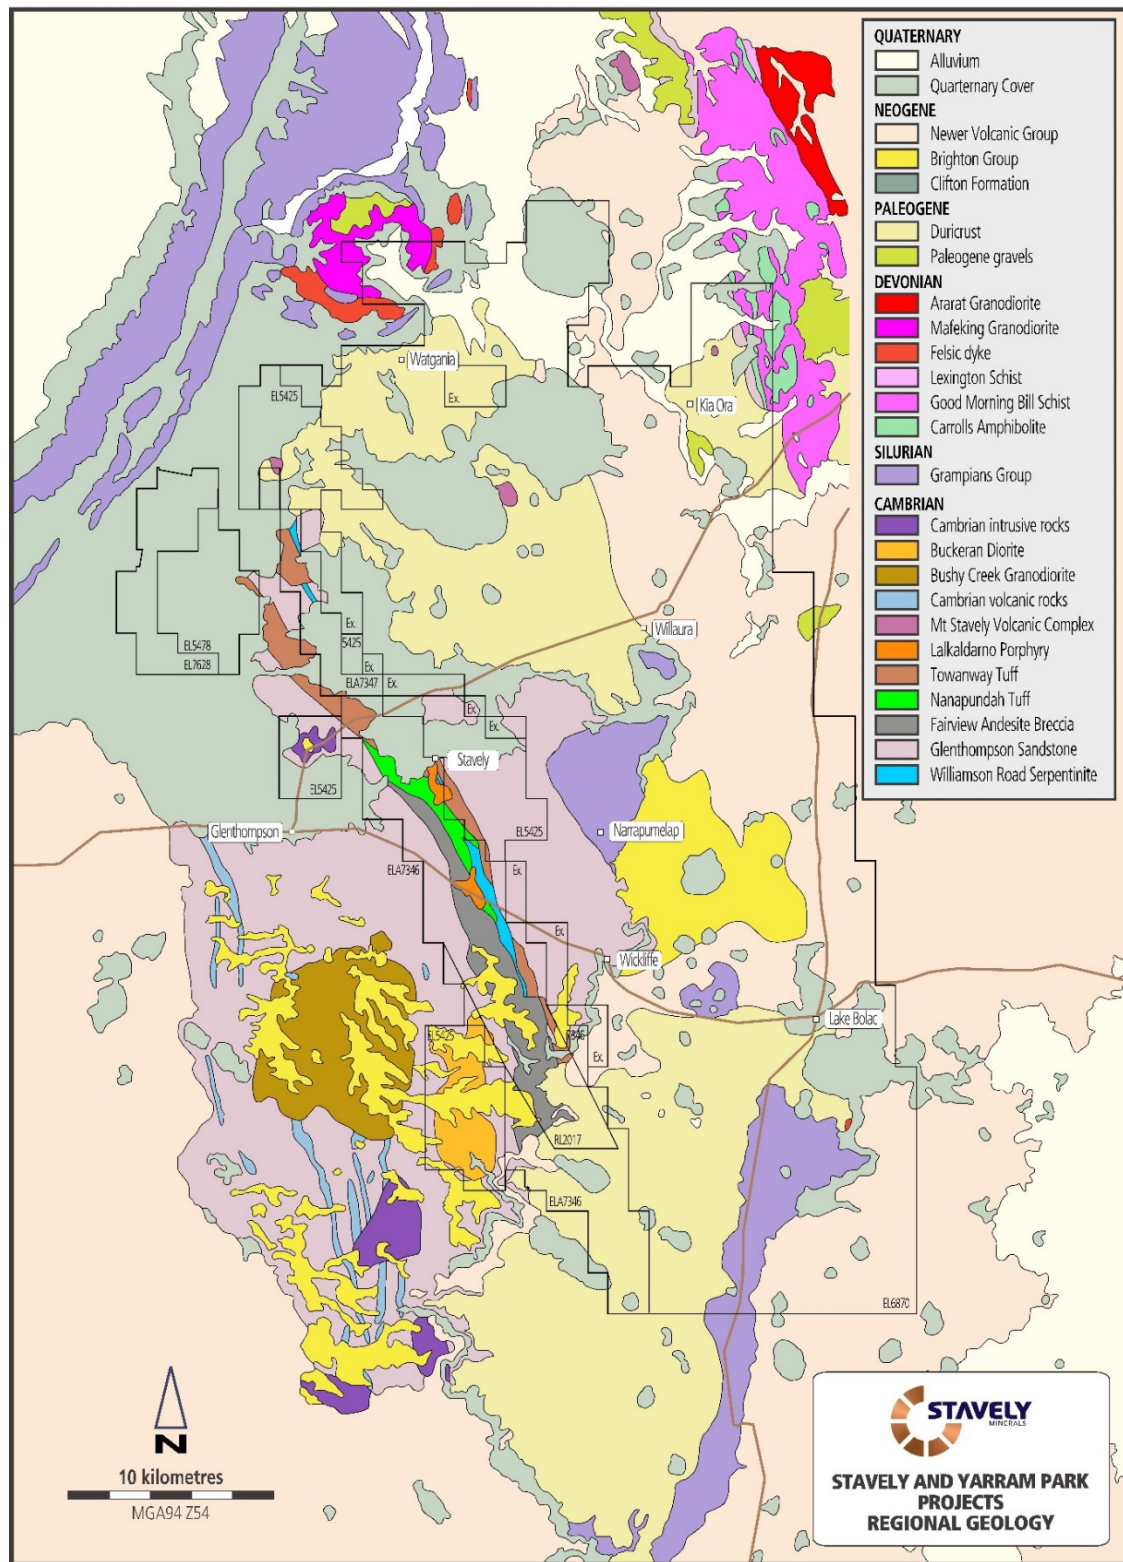 QUATERNARY
Alluvium
Quarternary Cover
NEOGENE
Newer Volcanic Group
Brighton Group
Clifton Formation
PALEOGENE
Duricrust
Paleogene gravels
DEVONIAN
Ararat Granodiorite
Mafeking Granodiorite
Felsic dyke
Lexington Schist
Good Morning Bill Schist
Carrolls Amphibolite
SILURIAN
Grampians Group
CAMBRIAN
Cambrian intrusive rocks
Buckeran Diorite
Bushy Creek Granodiorite
Cambrian volcanic rocks
Mt Stavely Volcanic Complex
Lalkaldarno Porphyry
Towanway Tuff
Nanapundah Tuff
Fairview Andesite Breccia
Glenthompson Sandstone
Williamson Road Serpentinite
Watgania
EL5425
Ex.
Kia Ora
Willaura
Ex.
5425
EL5478
EL7628
Ex.
ELA7347
Ex.
Ex.
Stavely
EL5425
Glenthompson
EL5425
Narrapumelap
ELA7346
Ex.
Ex.
Wickliffe
Lake Bolac
EL5425
Ex.
RL2017
ELA7346
EL6870
N
10 kilometres
MGA94 Z54
STAVELY
MINERALS
STAVELY AND YARRAM PARK
PROJECTS
REGIONAL GEOLOGY